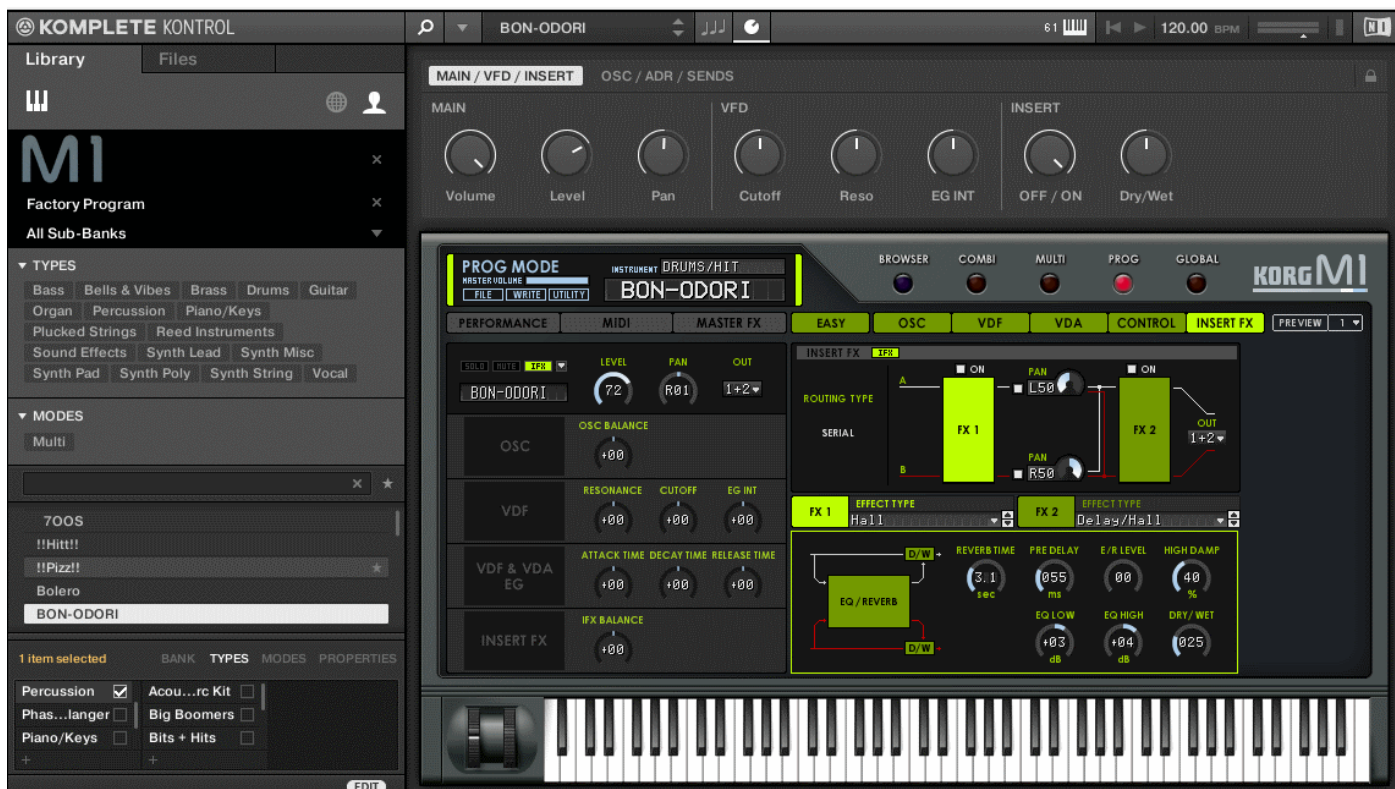 KOMPLETE KONTROL
BON-ODORI
61
120.00 BPM
Library
Files
M1
Factory Program
All Sub-Banks
TYPES
Bass Bells & Vibes Brass Drums Guitar
Organ Percussion Piano/Keys
Plucked Strings Reed Instruments
Sound Effects Synth Lead Synth Misc
Synth Pad Synth Poly Synth String Vocal
MODES
Multi
7OOS
!!Hitt!!
!!Pizz!!
Bolero
BON-ODORI
1 item selected BANK TYPES MODES PROPERTIES
Percussion Acou...rc Kit
Phas...langer Big Boomers
Piano/Keys Bits + Hits
+ +
EDIT
MAIN / VFD / INSERT OSC / ADR / SENDS
MAIN VFD INSERT
Volume Level Pan Cutoff Reso EG INT OFF / ON Dry/Wet
PROG MODE INSTRUMENT DRUMS/HIT
MASTER VOLUME
FILE WRITE UTILITY BON-ODORI
BROWSER COMBI MULTI PROG GLOBAL
KORG M1
PERFORMANCE MIDI MASTER FX
EASY OSC VDF VDA CONTROL INSERT FX PREVIEW 1
SOLO MUTE IFX LEVEL PAN OUT
BON-ODORI 72 R01 1+2
OSC OSC BALANCE
+00
VDF RESONANCE CUTOFF EG INT
+00 +00 +00
VDF & VDA EG ATTACK TIME DECAY TIME RELEASE TIME
+00 +00 +00
INSERT FX IFX BALANCE
+00
INSERT FX IFX
ROUTING TYPE
SERIAL
A
B
ON
FX 1
PAN
L50
PAN
R50
ON
FX 2
OUT
1+2
FX 1 EFFECT TYPE Hall
FX 2 EFFECT TYPE Delay/Hall
D/W
EQ/REVERB
D/W
REVERB TIME PRE DELAY E/R LEVEL HIGH DAMP
3.1 055 00 40
sec ms %
EQ LOW EQ HIGH DRY/WET
+03 +04 025
dB dB